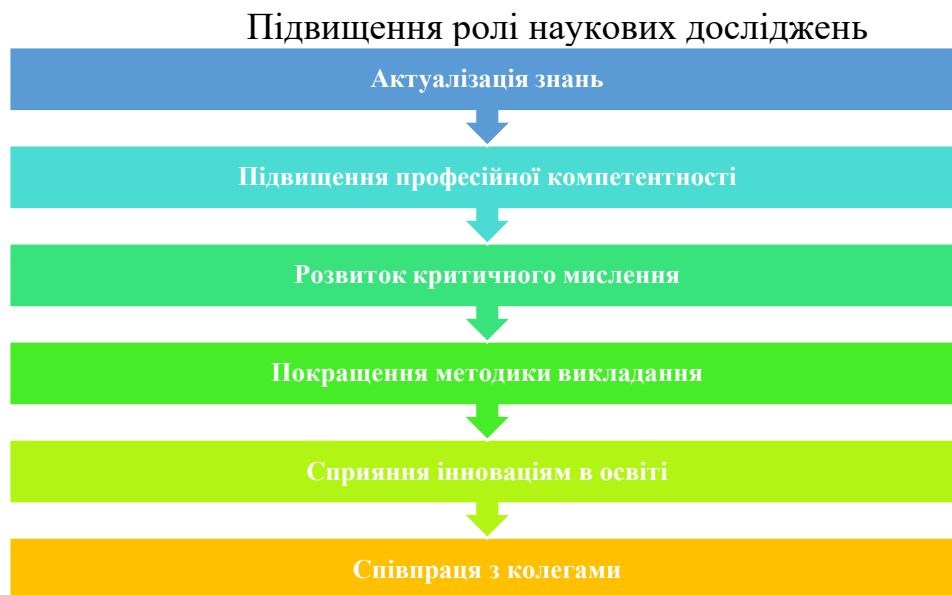 Підвищення ролі наукових досліджень
Актуалізація знань
Підвищення професійної компетентності
Розвиток критичного мислення
Покращення методики викладання
Сприяння інноваціям в освіті
Співпраця з колегами